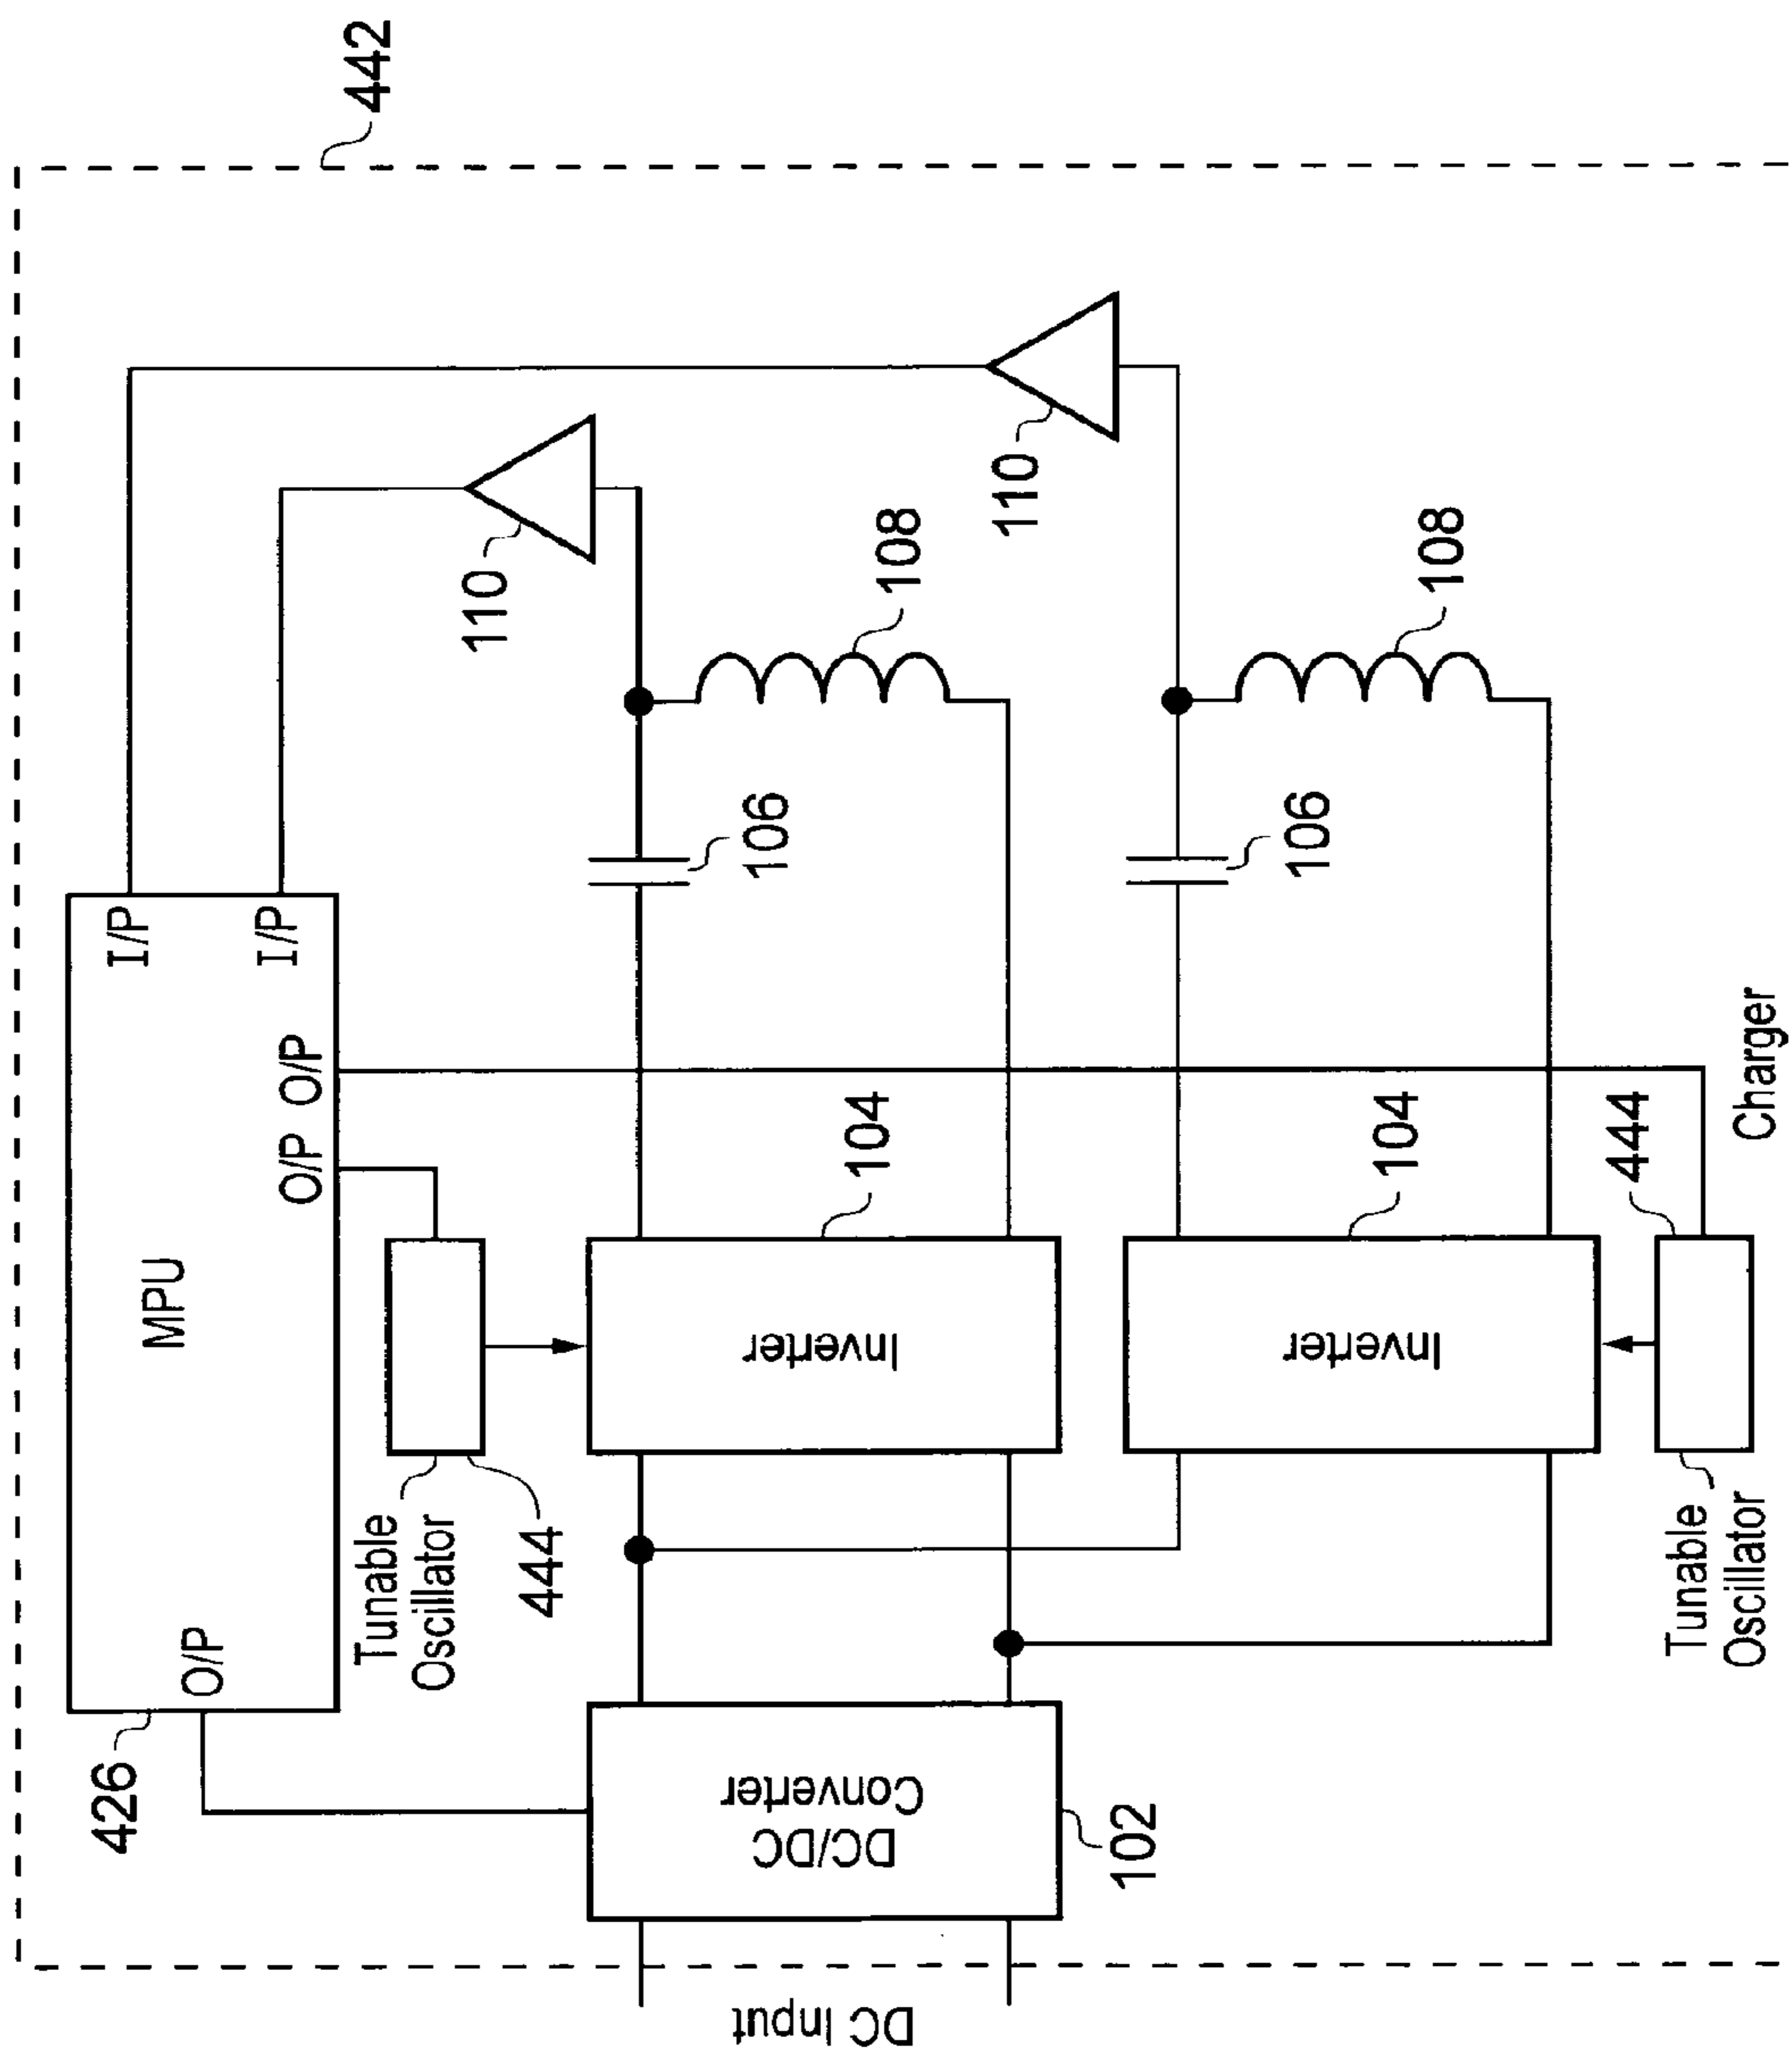 442
MPU
I/P
I/P
O/P
O/P
O/P
426
110
110
108
108
106
106
Tunable
Oscillator
444
Inverter
104
Inverter
104
444
Tunable
Oscillator
DC/DC
Converter
102
DC Input
Charger